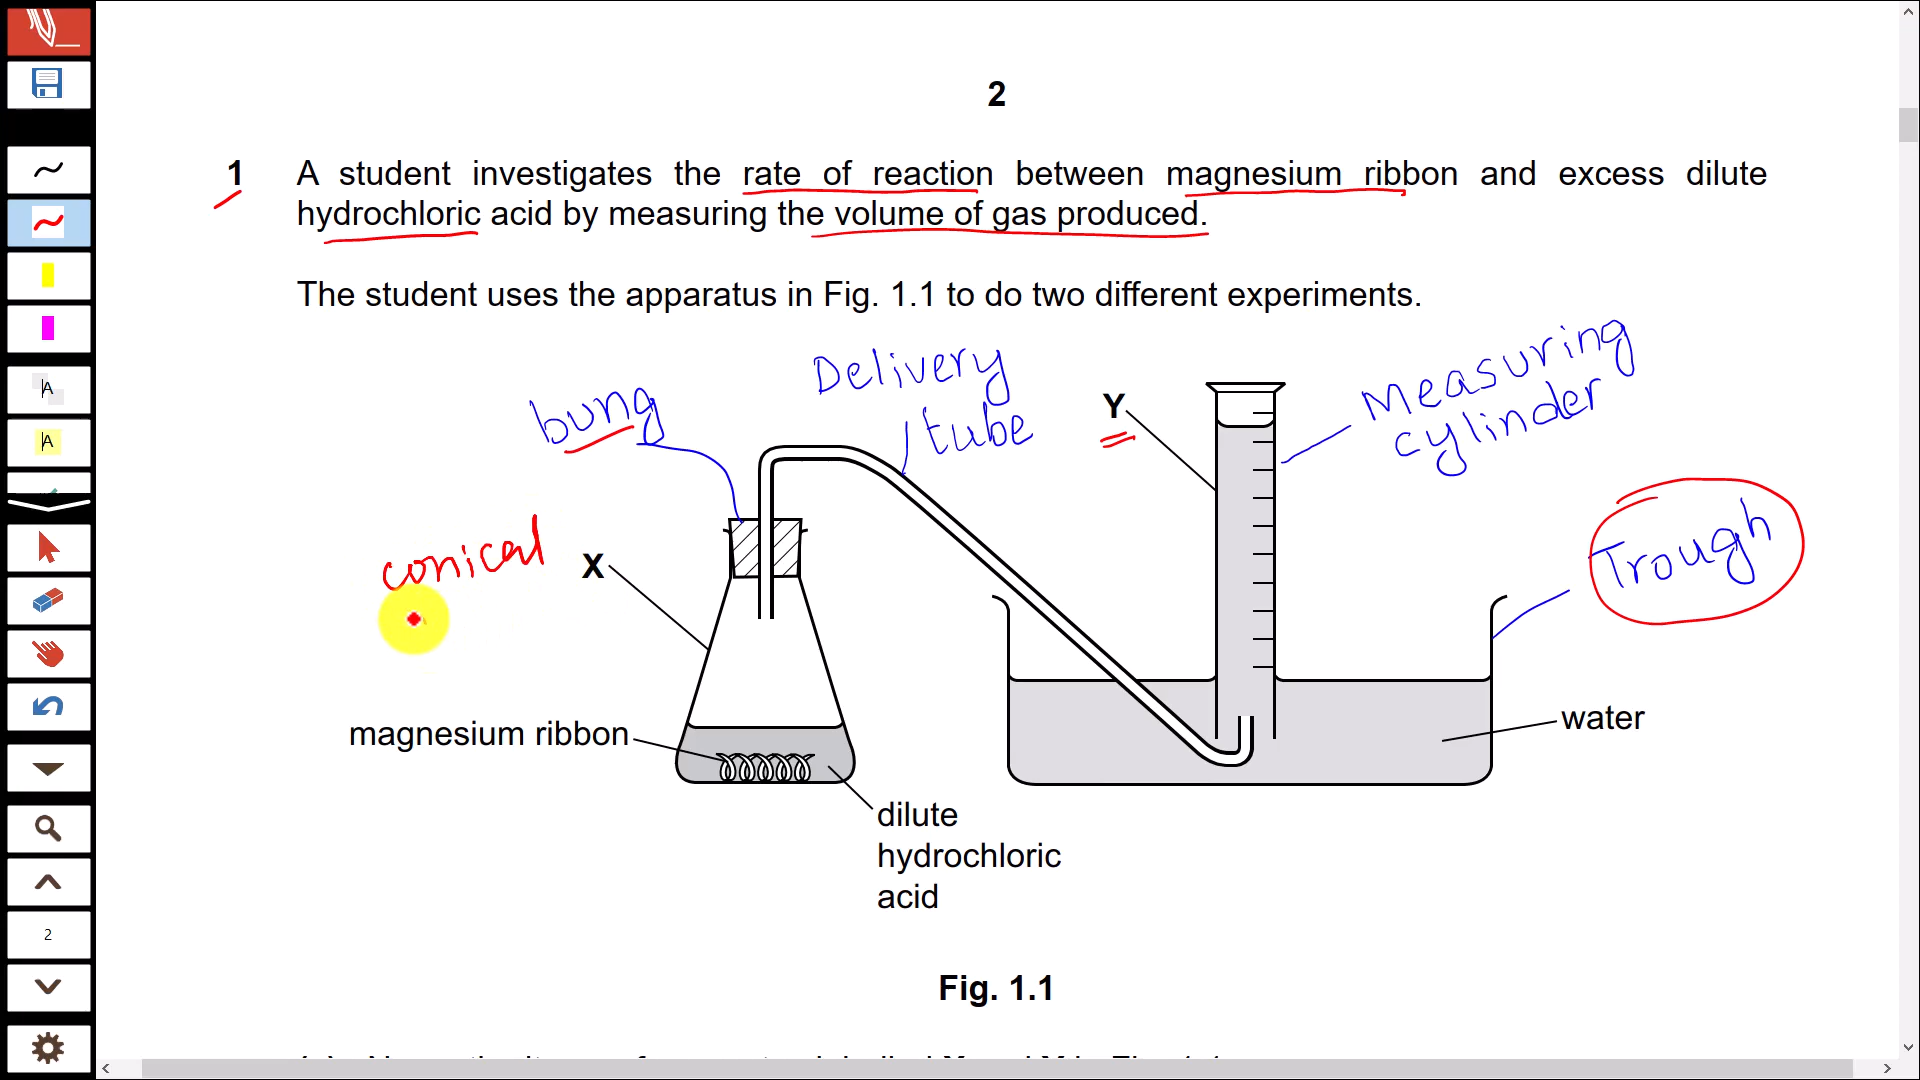 2
1 A student investigates the rate of reaction between magnesium ribbon and excess dilute
hydrochloric acid by measuring the volume of gas produced.
The student uses the apparatus in Fig. 1.1 to do two different experiments.
bung
Delivery
tube
Y
Measuring
cylinder
conical
X
Trough
magnesium ribbon
water
dilute
hydrochloric
acid
Fig. 1.1
A
A
2